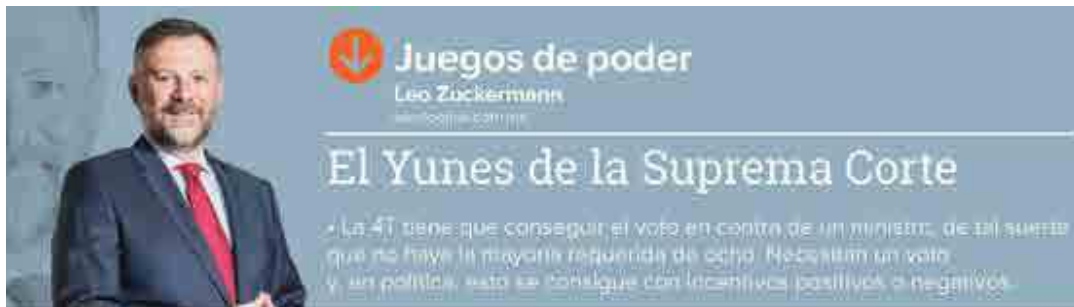 Juegos de poder
Leo Zuckermann
El Yunes de la Suprema Corte
• La 4T tiene que conseguir el voto en contra de un ministro, de tal suerte
que no haya la mayoría requerida de ocho. Necesitan un voto
y, en política, esto se consigue con incentivos positivos o negativos.